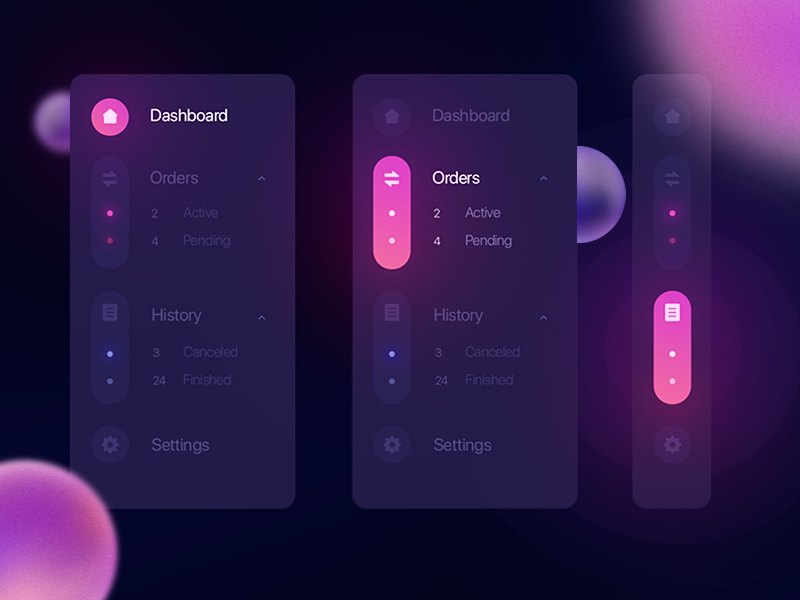 Dashboard
Orders
2 Active
4 Pending
History
3 Canceled
24 Finished
Settings
Dashboard
Orders
2 Active
4 Pending
History
3 Canceled
24 Finished
Settings